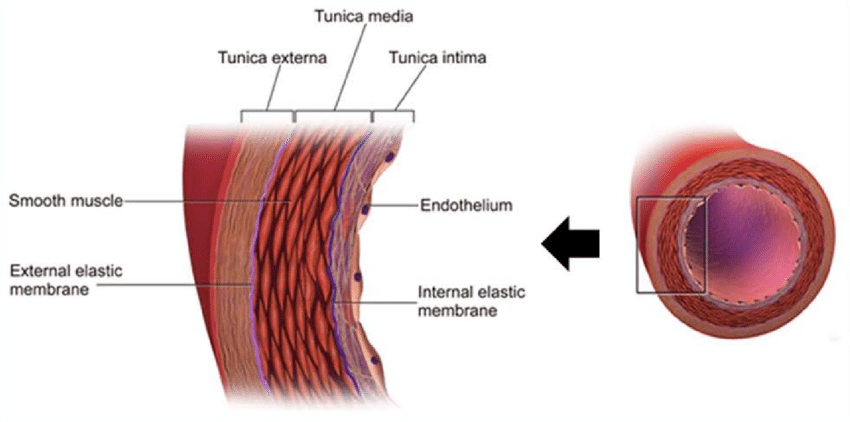 Tunica media
Tunica externa
Tunica intima
Smooth muscle
Endothelium
External elastic
membrane
Internal elastic
membrane